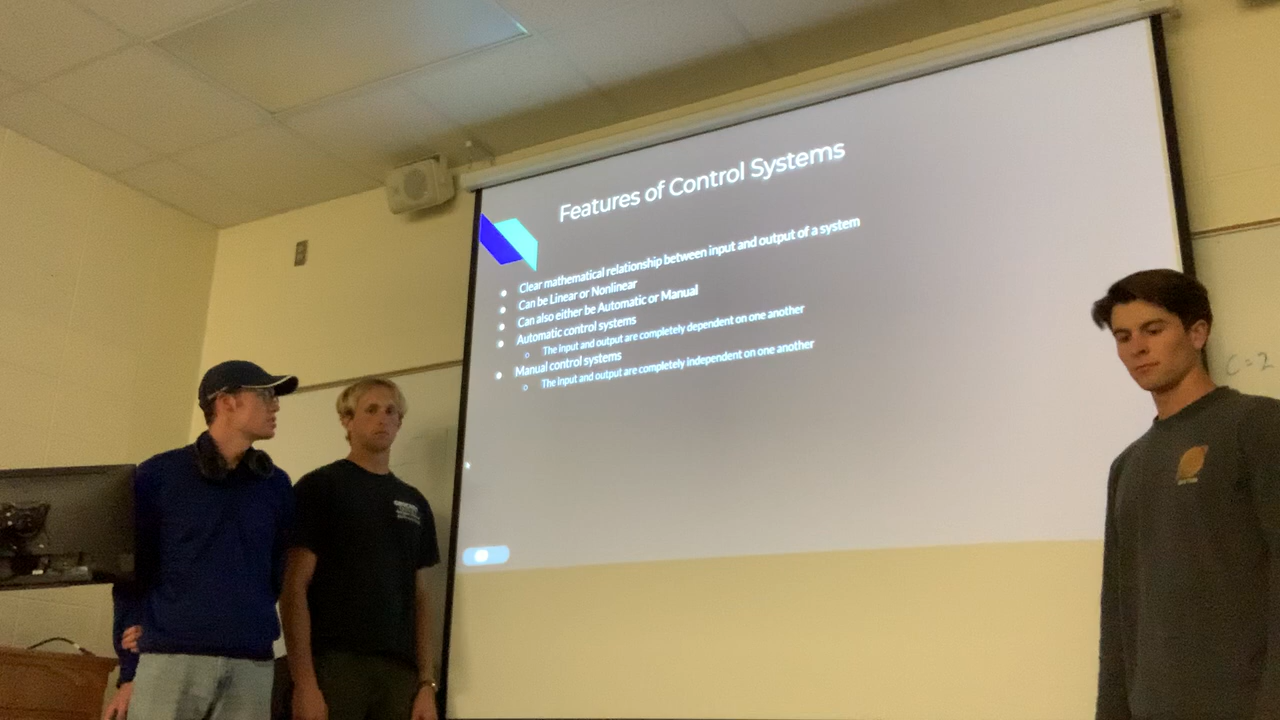 Features of Control Systems
● Clear mathematical relationship between input and output of a system
● Can be Linear or Nonlinear
● Can also either be Automatic or Manual
● Automatic control systems
○ The input and output are completely dependent on one another
● Manual control systems
○ The input and output are completely independent on one another
C=2